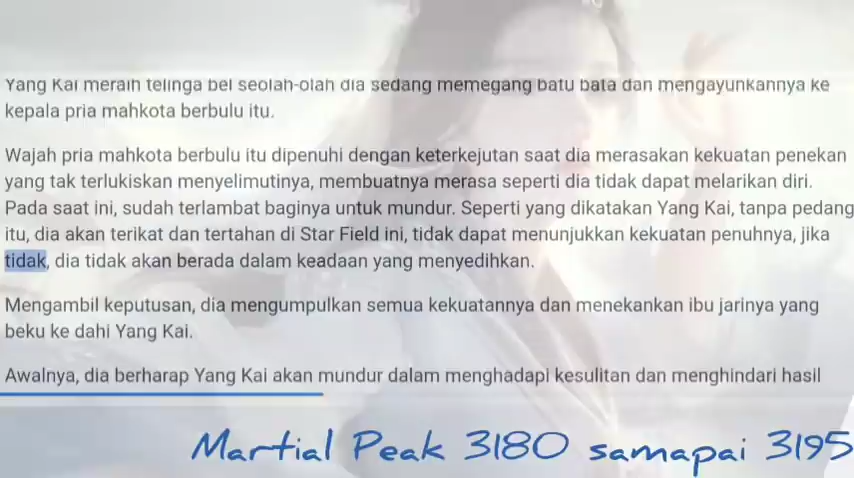 Yang Kai meraih telinga bel seolah-olah dia sedang memegang batu bata dan mengayunkannya ke
kepala pria mahkota berbulu itu.
Wajah pria mahkota berbulu itu dipenuhi dengan keterkejutan saat dia merasakan kekuatan penekan
yang tak terlukiskan menyelimutinya, membuatnya merasa seperti dia tidak dapat melarikan diri.
Pada saat ini, sudah terlambat baginya untuk mundur. Seperti yang dikatakan Yang Kai, tanpa pedang
itu, dia akan terikat dan tertahan di Star Field ini, tidak dapat menunjukkan kekuatan penuhnya, jika
tidak, dia tidak akan berada dalam keadaan yang menyedihkan.
Mengambil keputusan, dia mengumpulkan semua kekuatannya dan menekankan ibu jarinya yang
beku ke dahi Yang Kai.
Awalnya, dia berharap Yang Kai akan mundur dalam menghadapi kesulitan dan menghindari hasil
Martial Peak 3180 samapai 3195